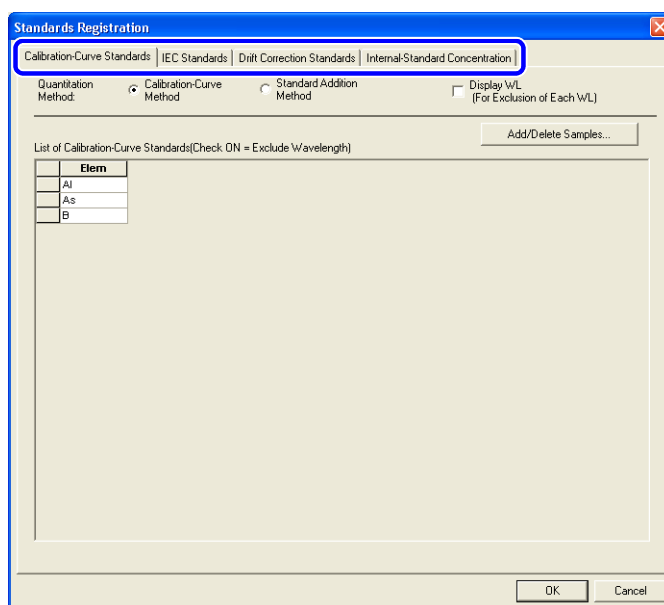 Standards Registration
Calibration-Curve Standards IEC Standards Drift Correction Standards Internal-Standard Concentration
Quantitation Method:
Calibration-Curve Method
Standard Addition Method
Display WL
(For Exclusion of Each WL)
Add/Delete Samples...
List of Calibration-Curve Standards(Check ON = Exclude Wavelength)
Elem
Al
As
B
OK Cancel